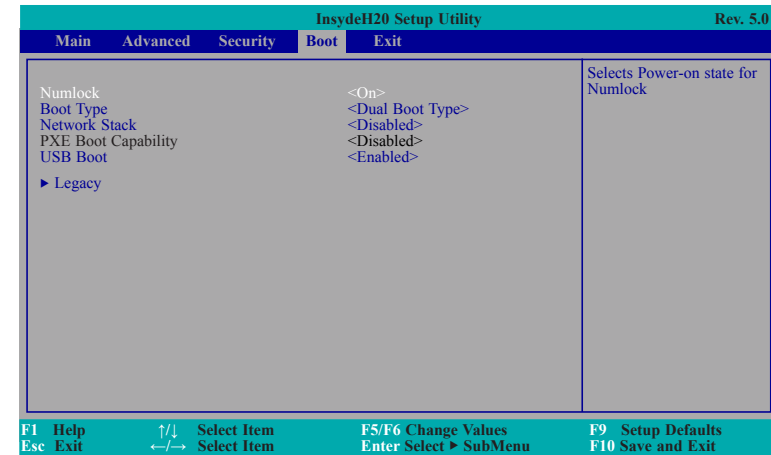 InsydeH20 Setup Utility Rev. 5.0
Main Advanced Security Boot Exit
Numlock <On>
Boot Type <Dual Boot Type>
Network Stack <Disabled>
PXE Boot Capability <Disabled>
USB Boot <Enabled>
▶ Legacy
Selects Power-on state for
Numlock
F1 Help ↑/↓ Select Item F5/F6 Change Values F9 Setup Defaults
Esc Exit ←/→ Select Item Enter Select ▶ SubMenu F10 Save and Exit